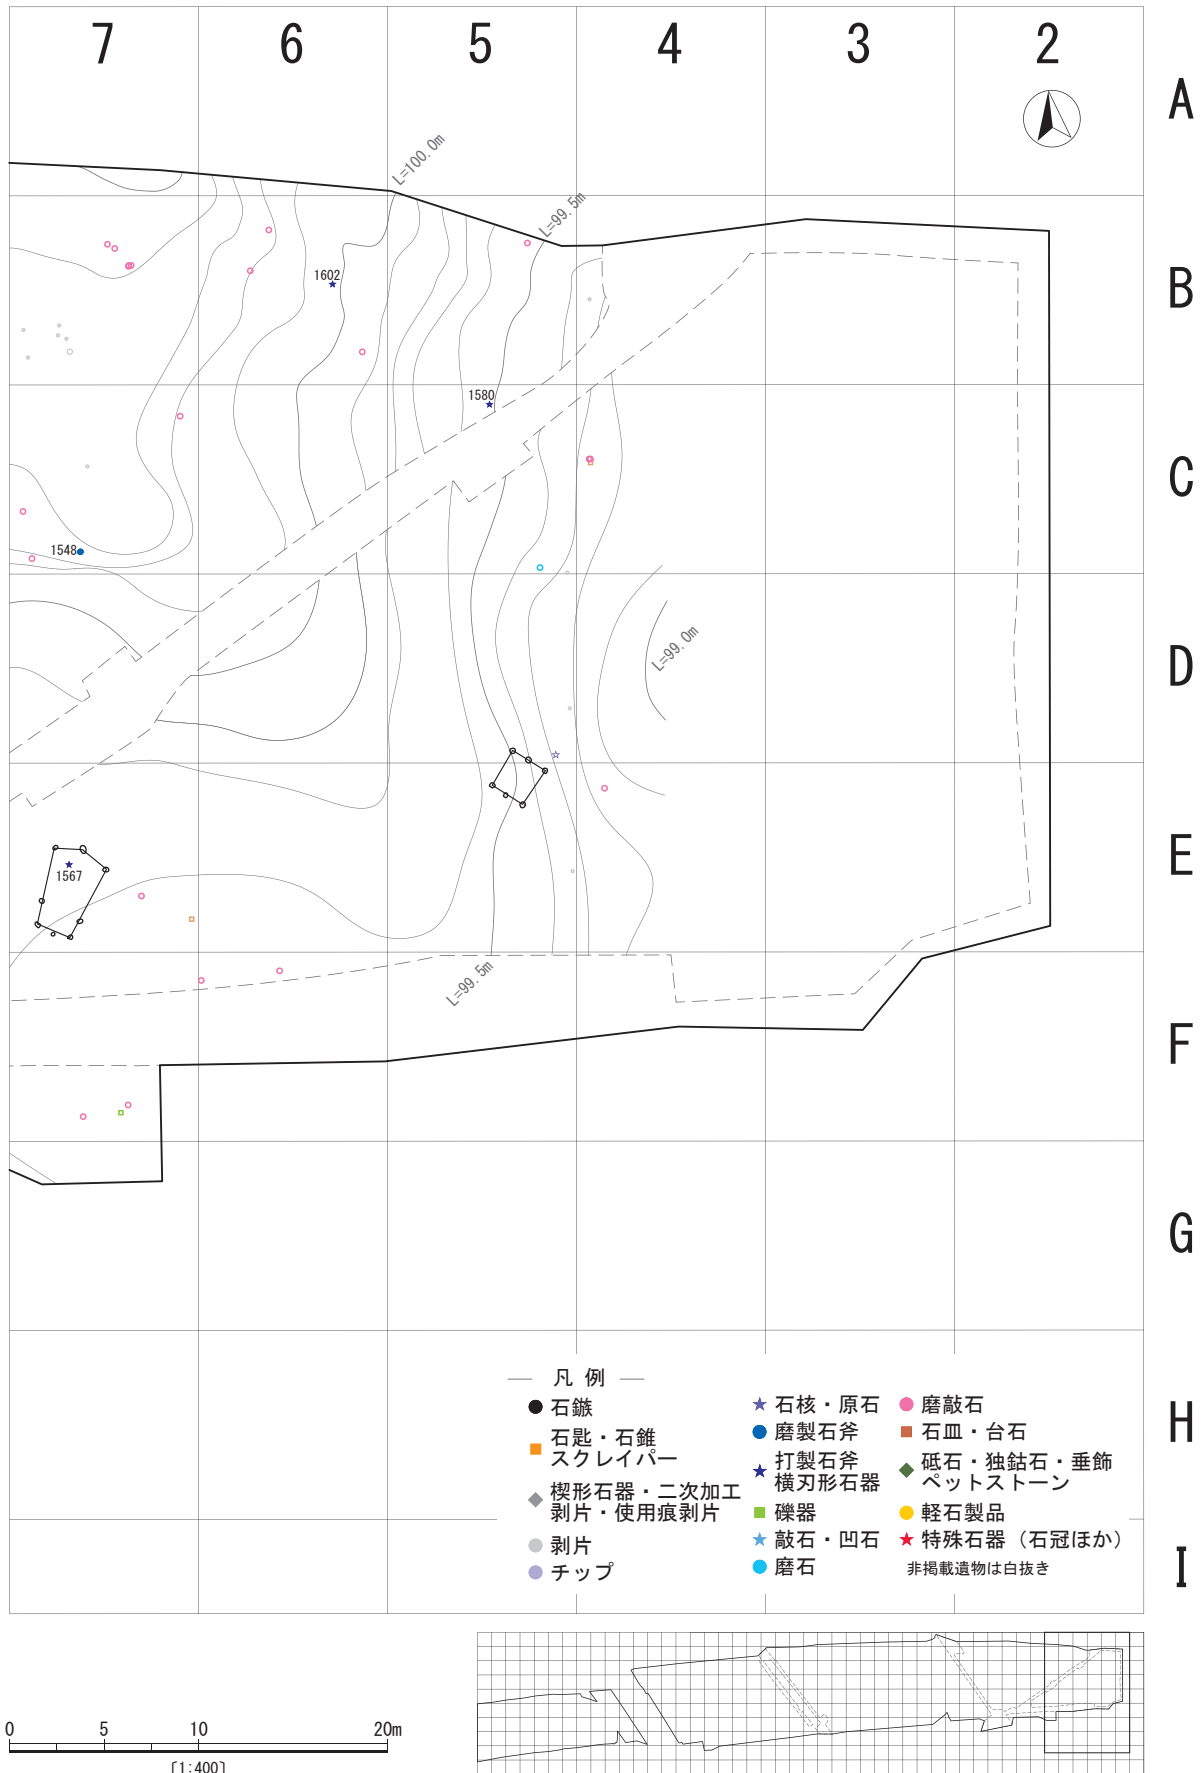 7 6 5 4 3 2
A
L=100.0m
L=99.5m
B
1602
1580
C
1548
D
L=99.0m
E
1567
L=99.5m
F
G
凡 例
石鏃
石匙・石錐
スクレイパー
楔形石器・二次加工
剥片・使用痕剥片
剥片
チップ
石核・原石
磨製石斧
打製石斧
横刃形石器
礫器
敲石・凹石
磨石
磨敲石
石皿・台石
砥石・独鈷石・垂飾
ペットストーン
軽石製品
特殊石器（石冠ほか）
非掲載遺物は白抜き
H
I
0 5 10 20m
〔1:400〕